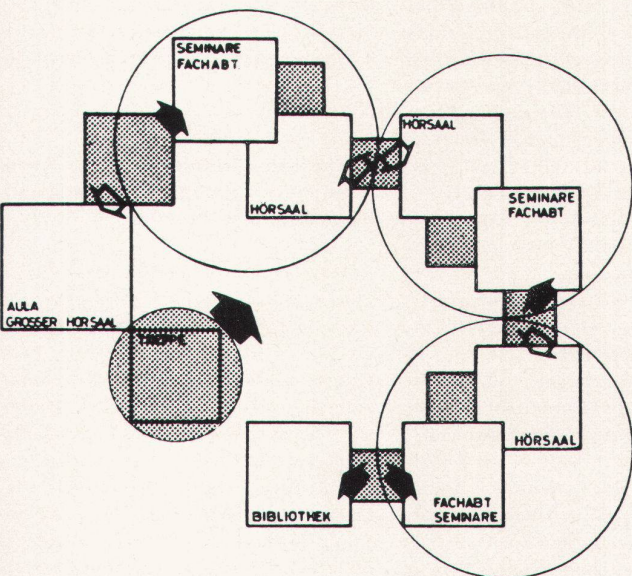 SEMINARE
FACHABT.
HÖRSAAL
HÖRSAAL
SEMINARE
FACHABT
AULA
GROSSER HÖRSAAL
TREPPE
HÖRSAAL
BIBLIOTHEK
FACHABT
SEMINARE